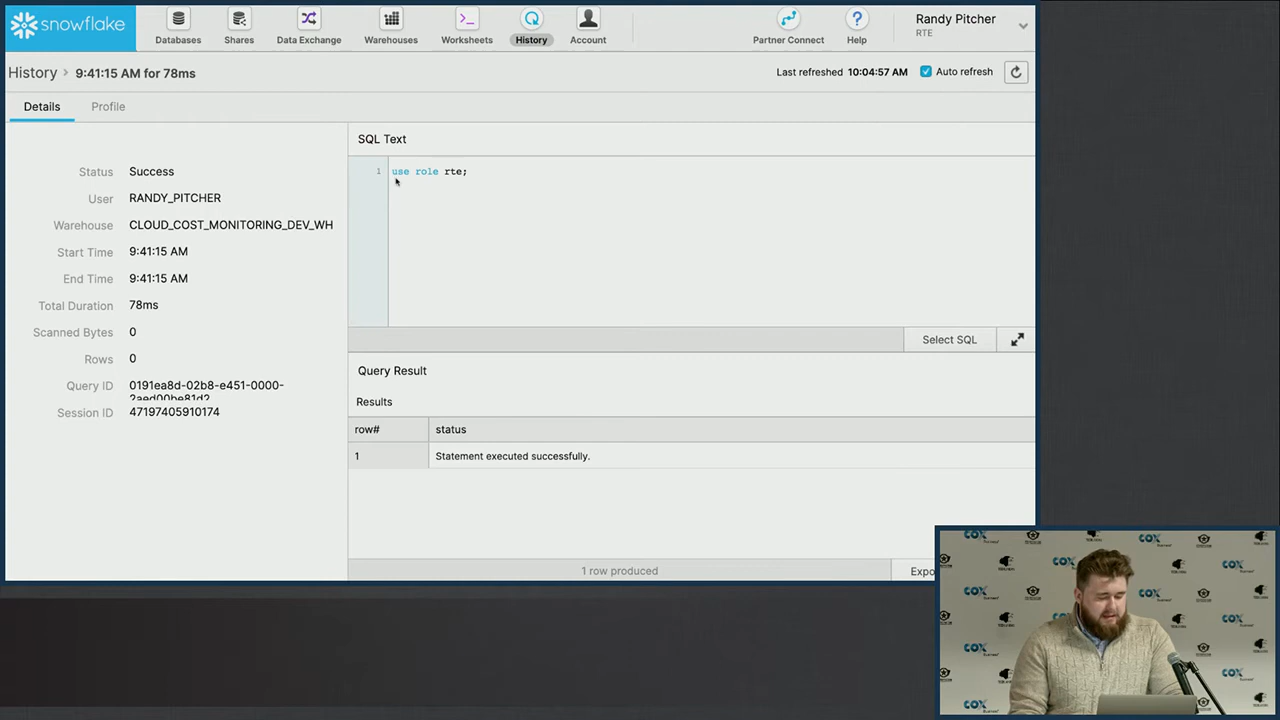 snowflake
Databases
Shares
Data Exchange
Warehouses
Worksheets
History
Account
Partner Connect
Help
Randy Pitcher
RTE
History > 9:41:15 AM for 78ms
Last refreshed 10:04:57 AM
Auto refresh
Details
Profile
Status Success
User RANDY_PITCHER
Warehouse CLOUD_COST_MONITORING_DEV_WH
Start Time 9:41:15 AM
End Time 9:41:15 AM
Total Duration 78ms
Scanned Bytes 0
Rows 0
Query ID 0191ea8d-02b8-e451-0000-
2aed00be81d2
Session ID 47197405910174
SQL Text
1 use role rte;
Select SQL
Query Result
Results
row# status
1 Statement executed successfully.
1 row produced
Expo
COX
Business